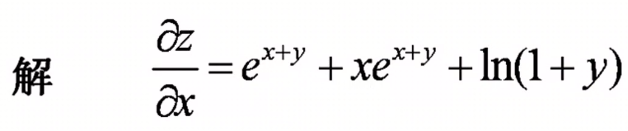 解 ∂z/∂x = e^{x+y} + xe^{x+y} + ln(1 + y)